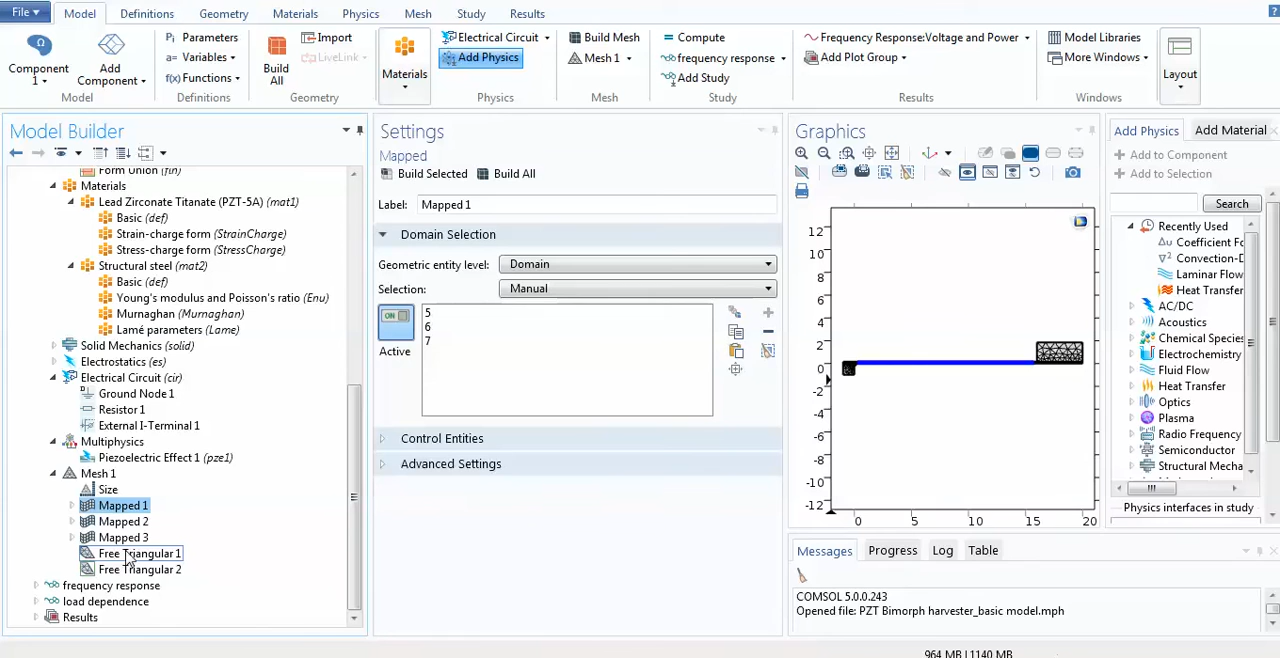 File
Model
Definitions
Geometry
Materials
Physics
Mesh
Study
Results
Component 1
Add Component
Model
Pi Parameters
a= Variables
f(x) Functions
Definitions
Build All
Import
LiveLink
Geometry
Materials
Electrical Circuit
Add Physics
Physics
Build Mesh
Mesh 1
Mesh
= Compute
frequency response
Add Study
Study
Frequency Response:Voltage and Power
Add Plot Group
Results
Model Libraries
More Windows
Windows
Layout
Model Builder
Form Union (fin)
Materials
Lead Zirconate Titanate (PZT-5A) (mat1)
Basic (def)
Strain-charge form (StrainCharge)
Stress-charge form (StressCharge)
Structural steel (mat2)
Basic (def)
Young's modulus and Poisson's ratio (Enu)
Murnaghan (Murnaghan)
Lamé parameters (Lame)
Solid Mechanics (solid)
Electrostatics (es)
Electrical Circuit (cir)
Ground Node 1
Resistor 1
External I-Terminal 1
Multiphysics
Piezoelectric Effect 1 (pze1)
Mesh 1
Size
Mapped 1
Mapped 2
Mapped 3
Free Triangular 1
Free Triangular 2
frequency response
load dependence
Results
Settings
Mapped
Build Selected
Build All
Label: Mapped 1
Domain Selection
Geometric entity level: Domain
Selection: Manual
ON
Active
5
6
7
Control Entities
Advanced Settings
Graphics
12
10
8
6
4
2
0
-2
-4
-6
-8
-10
-12
0 5 10 15 20
Messages
Progress
Log
Table
COMSOL 5.0.0.243
Opened file: PZT Bimorph harvester_basic model.mph
Add Physics
Add Material
+ Add to Component
+ Add to Selection
Search
Recently Used
Δu Coefficient Fo
∇² Convection-D
Laminar Flow
Heat Transfer
AC/DC
Acoustics
Chemical Species
Electrochemistry
Fluid Flow
Heat Transfer
Optics
Plasma
Radio Frequency
Semiconductor
Structural Mecha
Physics interfaces in study
964 MB | 1140 MB